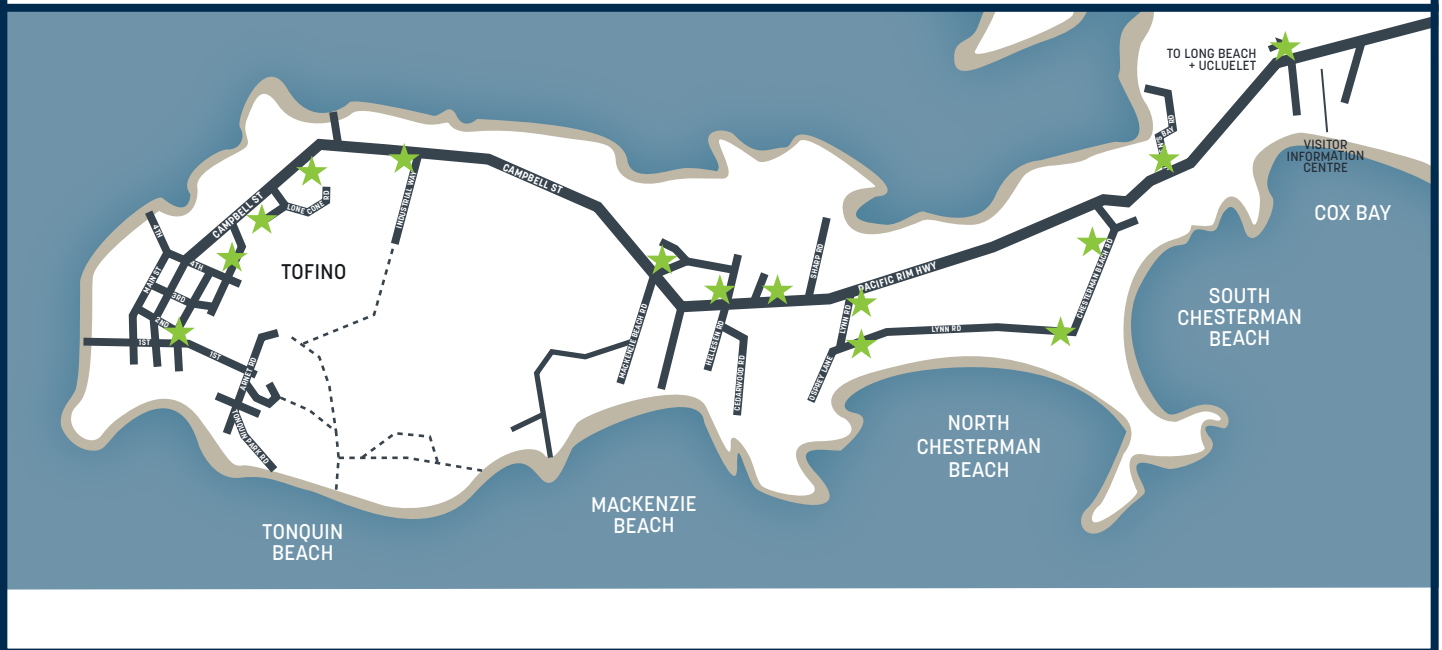 TO LONG BEACH
+ UCLUELET
VISITOR
INFORMATION
CENTRE
COX BAY
SOUTH
CHESTERMAN
BEACH
NORTH
CHESTERMAN
BEACH
MACKENZIE
BEACH
TONQUIN
BEACH
TOFINO
CAMPBELL ST
CAMPBELL ST
LONE CONE RD
INDUSTRIAL WAY
4TH
4TH
MAIN ST
3RD
2ND
1ST
1ST
ARNET RD
TONQUIN PARK RD
MACKENZIE BEACH RD
HELLESEN RD
CEDARWOOD RD
SHARP RD
PACIFIC RIM HWY
LYNN RD
LYNN RD
OSPREY LANE
CHESTERMAN BEACH RD
BAY RD